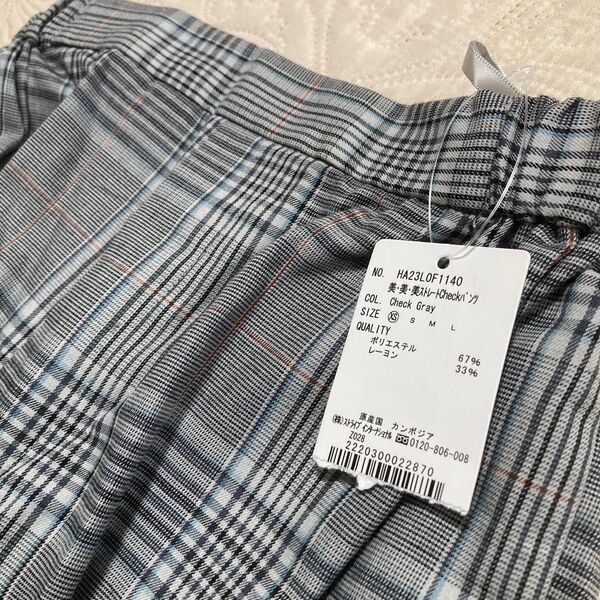 NO. HA23L0F1140
美・美・美ストレートCheckパンツ
COL. Check Gray
SIZE XS S M L
QUALITY
ポリエステル 67%
レーヨン 33%
原産国 カンボジア
(株)ストライプインターナショナル 0120-806-008
Z028
2220300022870